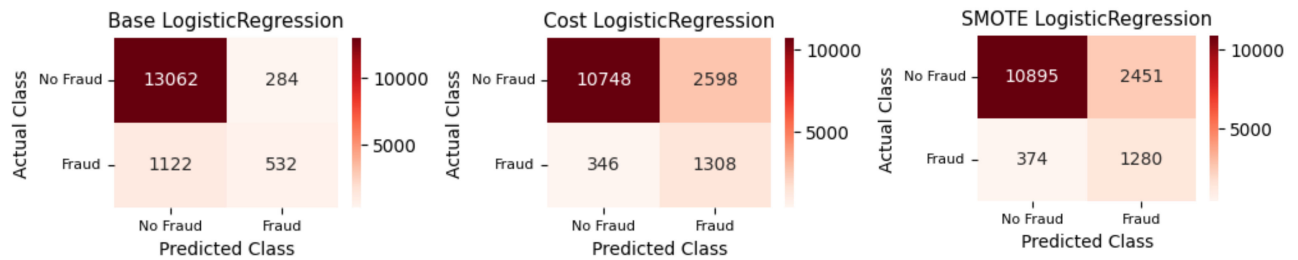 Base LogisticRegression
Actual Class
No Fraud
Fraud
13062
284
1122
532
No Fraud
Fraud
Predicted Class
10000
5000
Cost LogisticRegression
Actual Class
No Fraud
Fraud
10748
2598
346
1308
No Fraud
Fraud
Predicted Class
10000
5000
SMOTE LogisticRegression
Actual Class
No Fraud
Fraud
10895
2451
374
1280
No Fraud
Fraud
Predicted Class
10000
5000